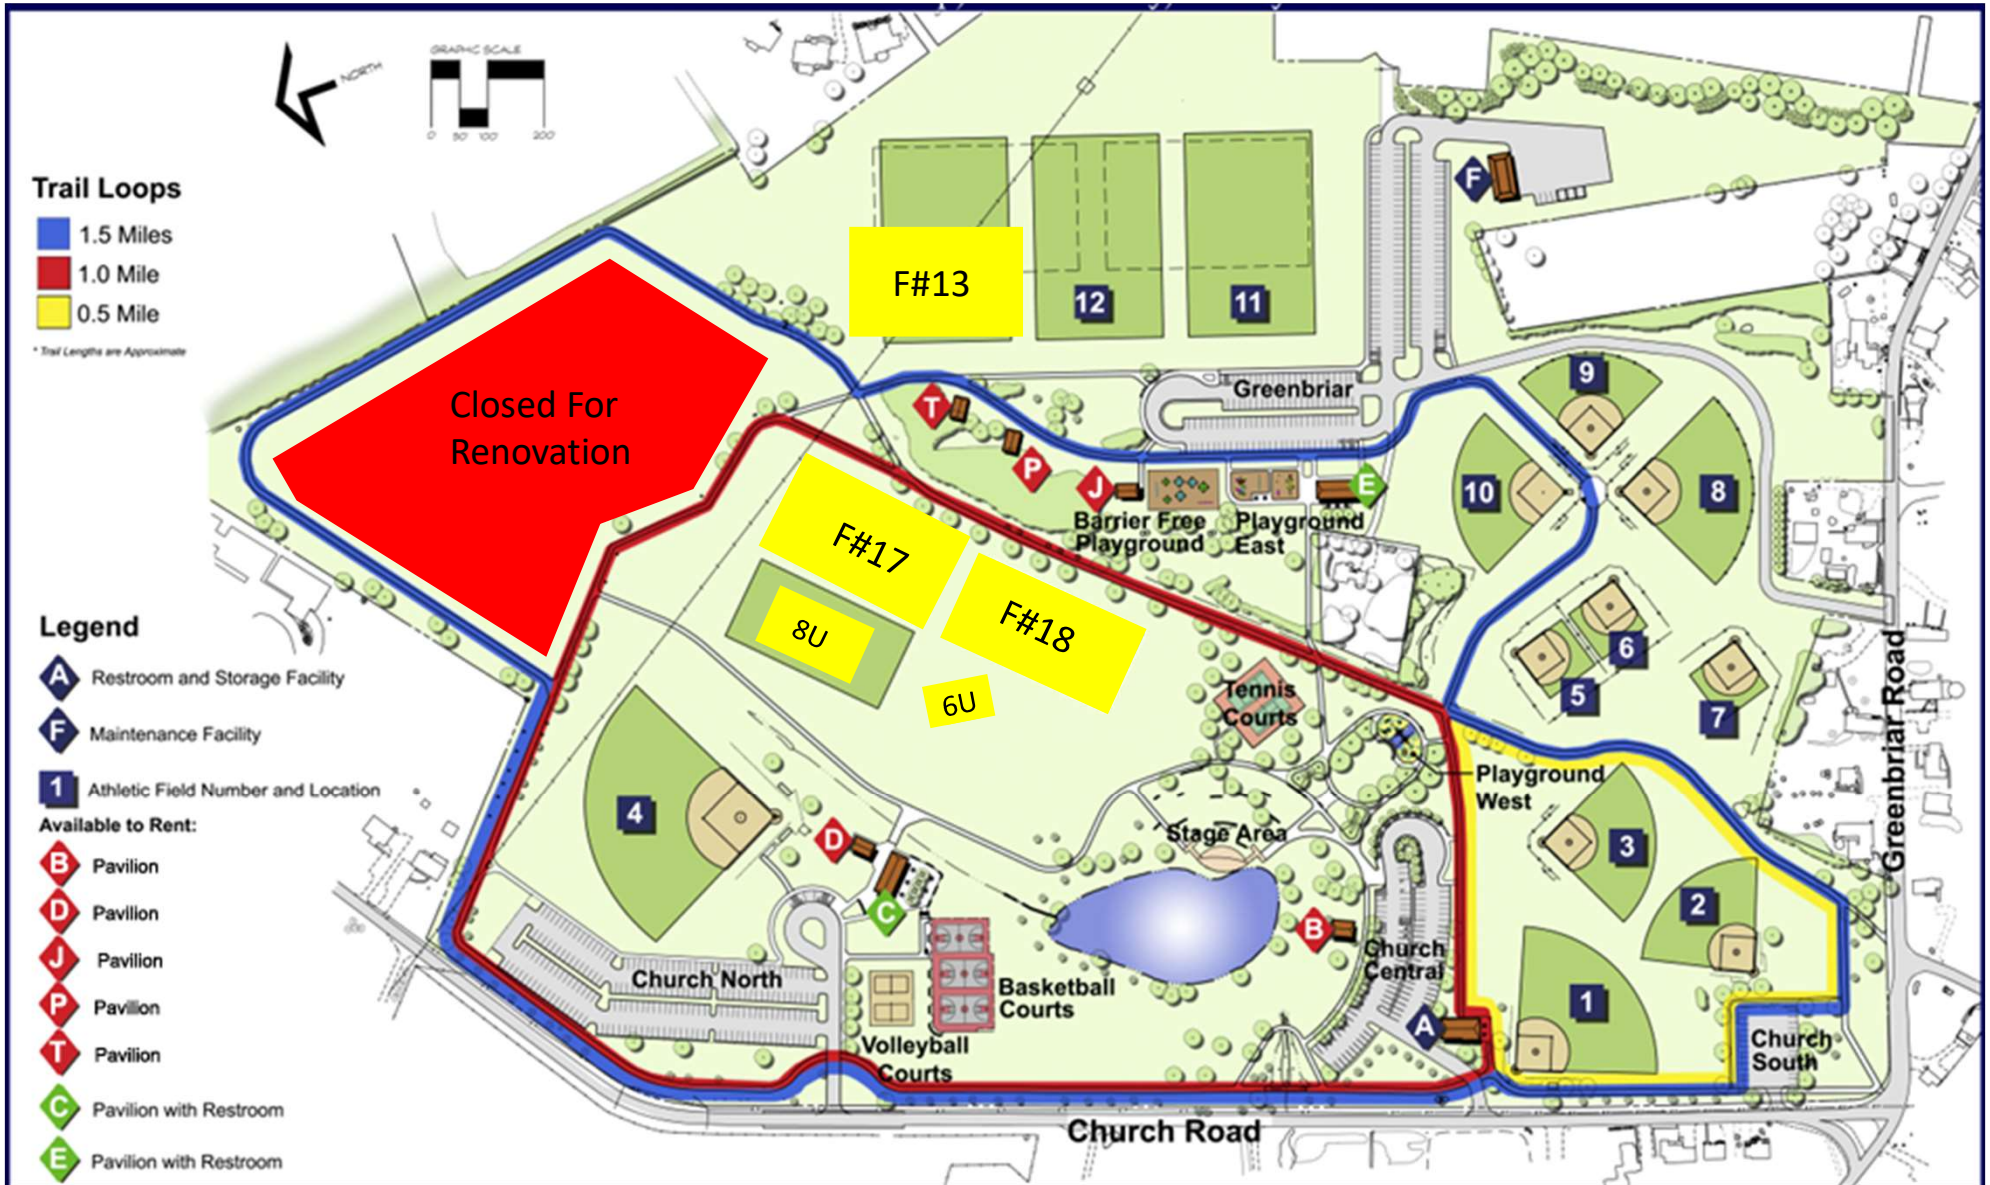 GRAPHIC SCALE
NORTH
0 50' 100' 200'
Trail Loops
1.5 Miles
1.0 Mile
0.5 Mile
* Trail Lengths are Approximate
Closed For
Renovation
F#13
12
11
F
Greenbriar
T
P
J
E
Barrier Free
Playground
Playground
East
9
10
8
6
5
7
F#17
8U
F#18
6U
Tennis
Courts
Playground
West
Greenbriar Road
Stage Area
4
D
C
B
3
2
1
A
Church
Central
Church North
Basketball
Courts
Volleyball
Courts
Church
South
Church Road
Legend
A Restroom and Storage Facility
F Maintenance Facility
1 Athletic Field Number and Location
Available to Rent:
B Pavilion
D Pavilion
J Pavilion
P Pavilion
T Pavilion
C Pavilion with Restroom
E Pavilion with Restroom